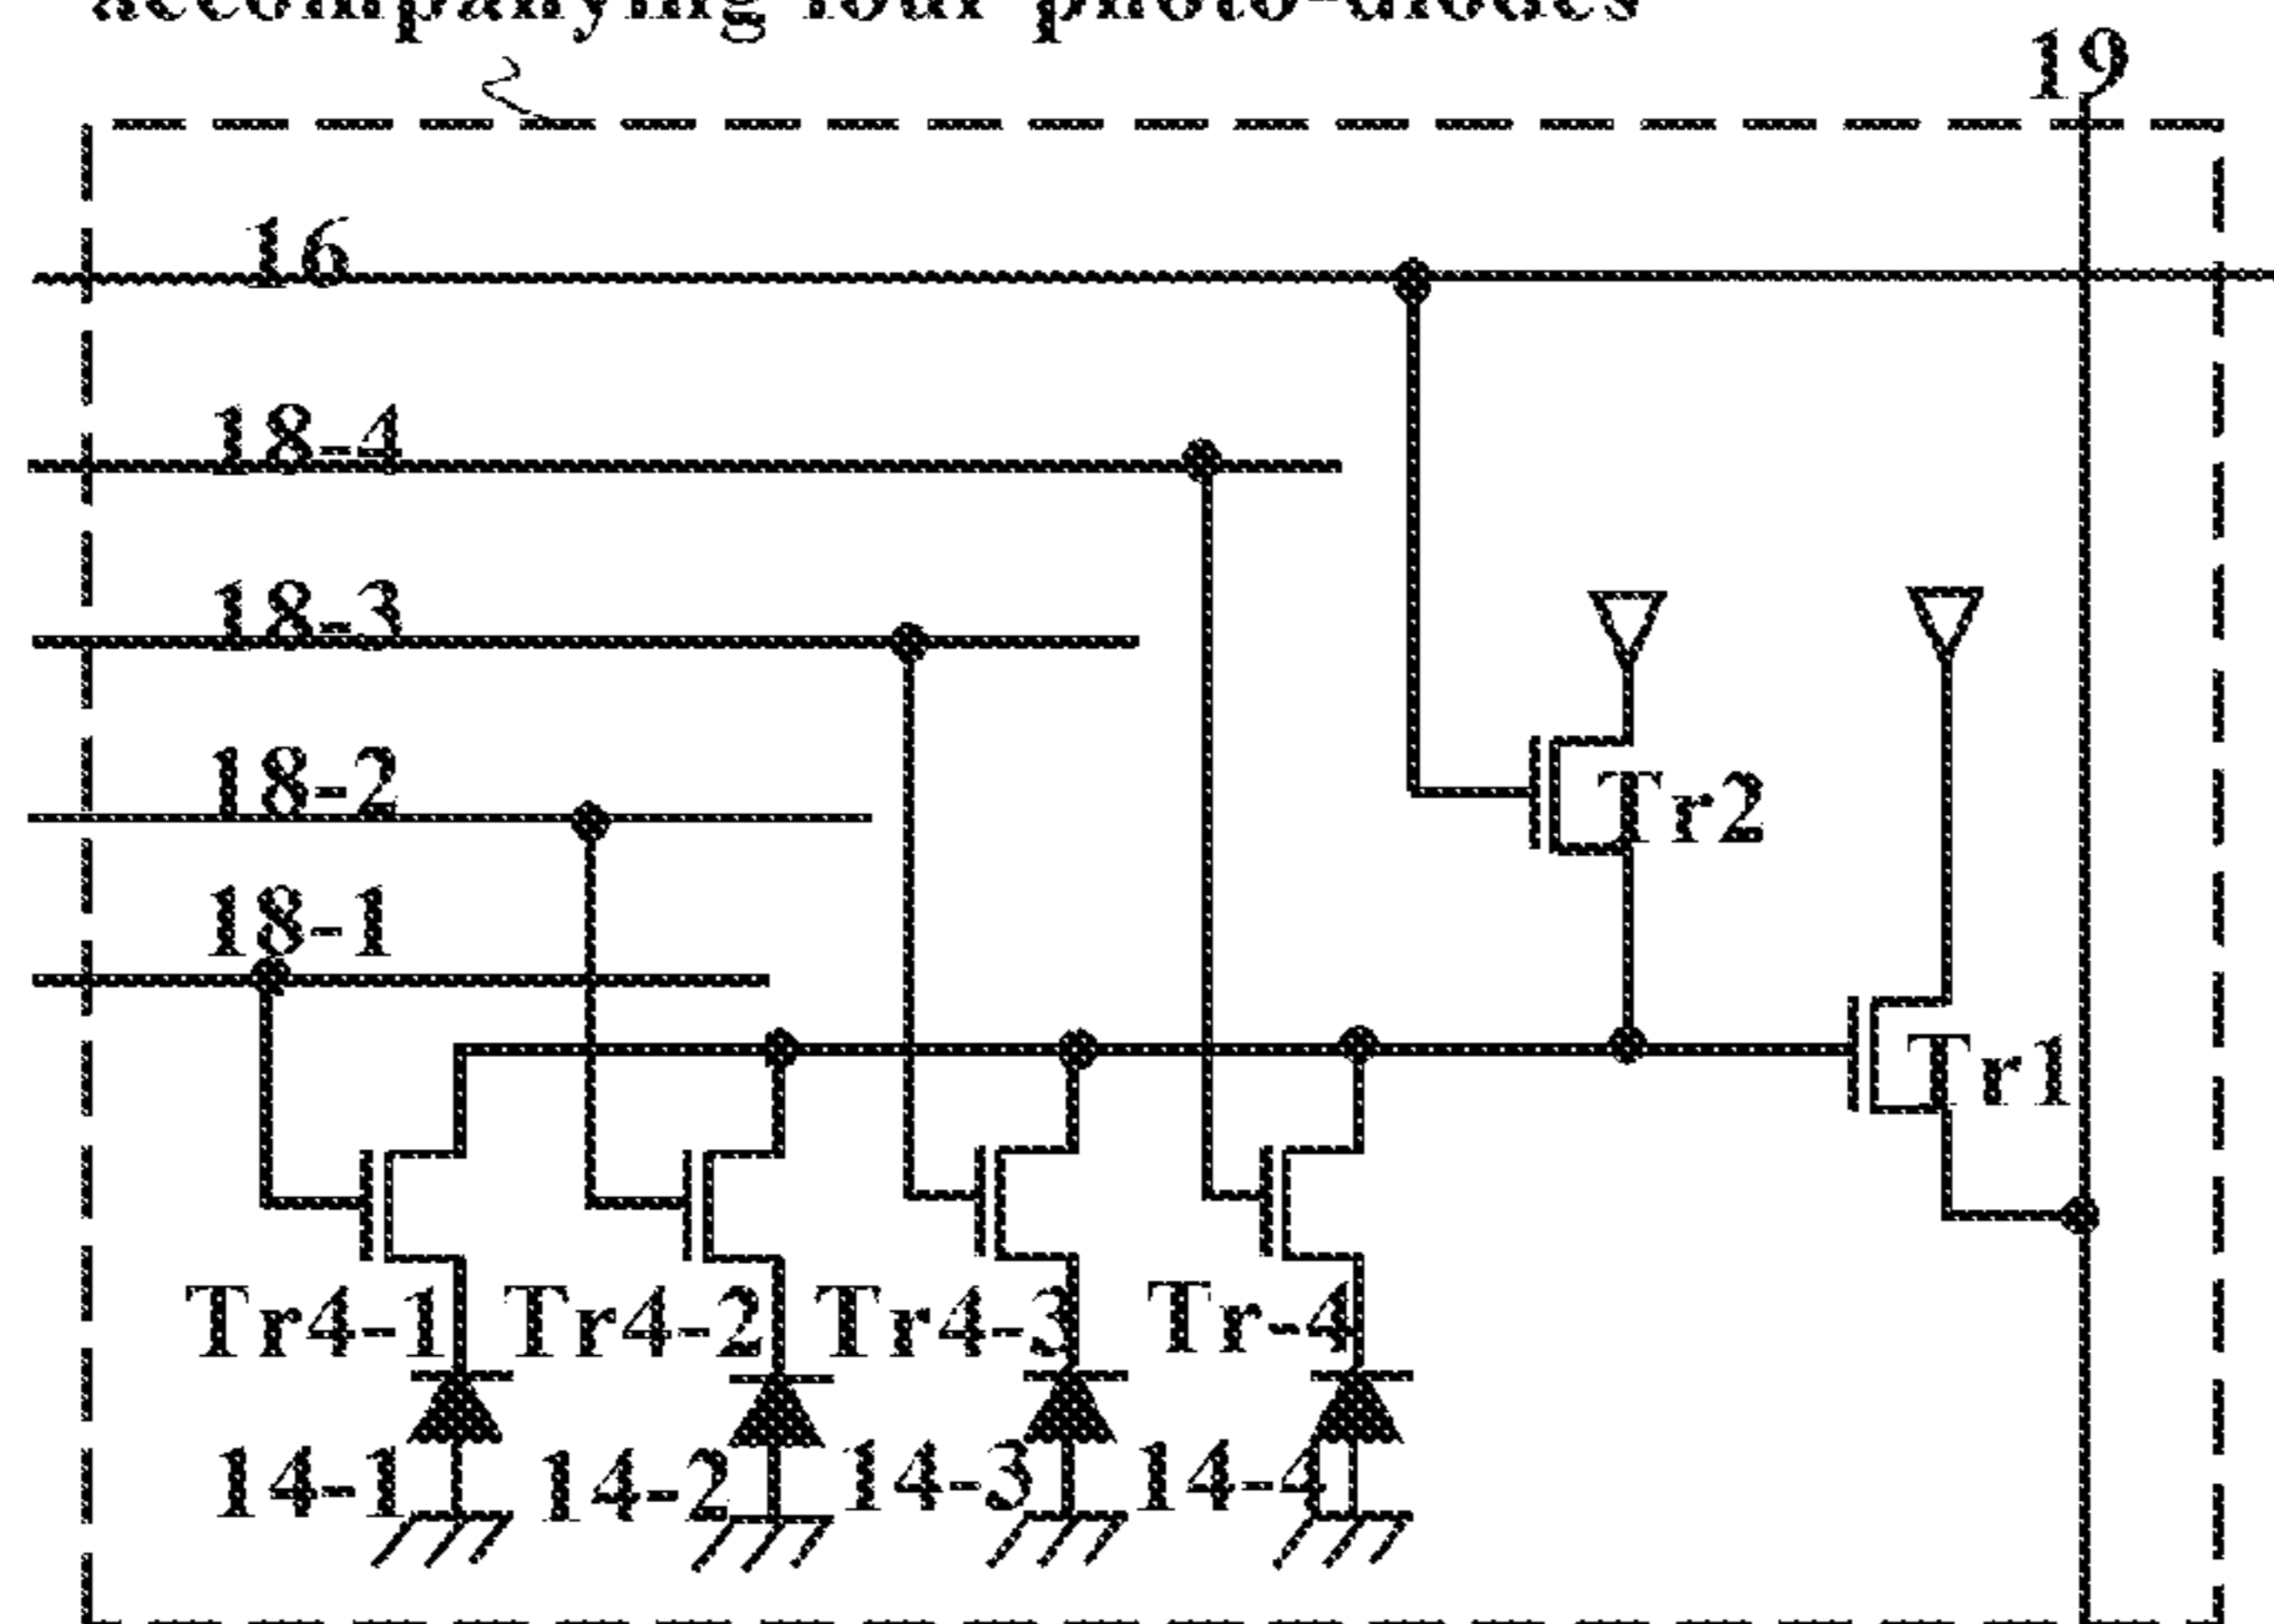 accompanying four photo-diodes
19
16
18-4
18-3
18-2
Tr2
18-1
Tr1
Tr4-1 Tr4-2 Tr4-3 Tr-4
14-1 14-2 14-3 14-4